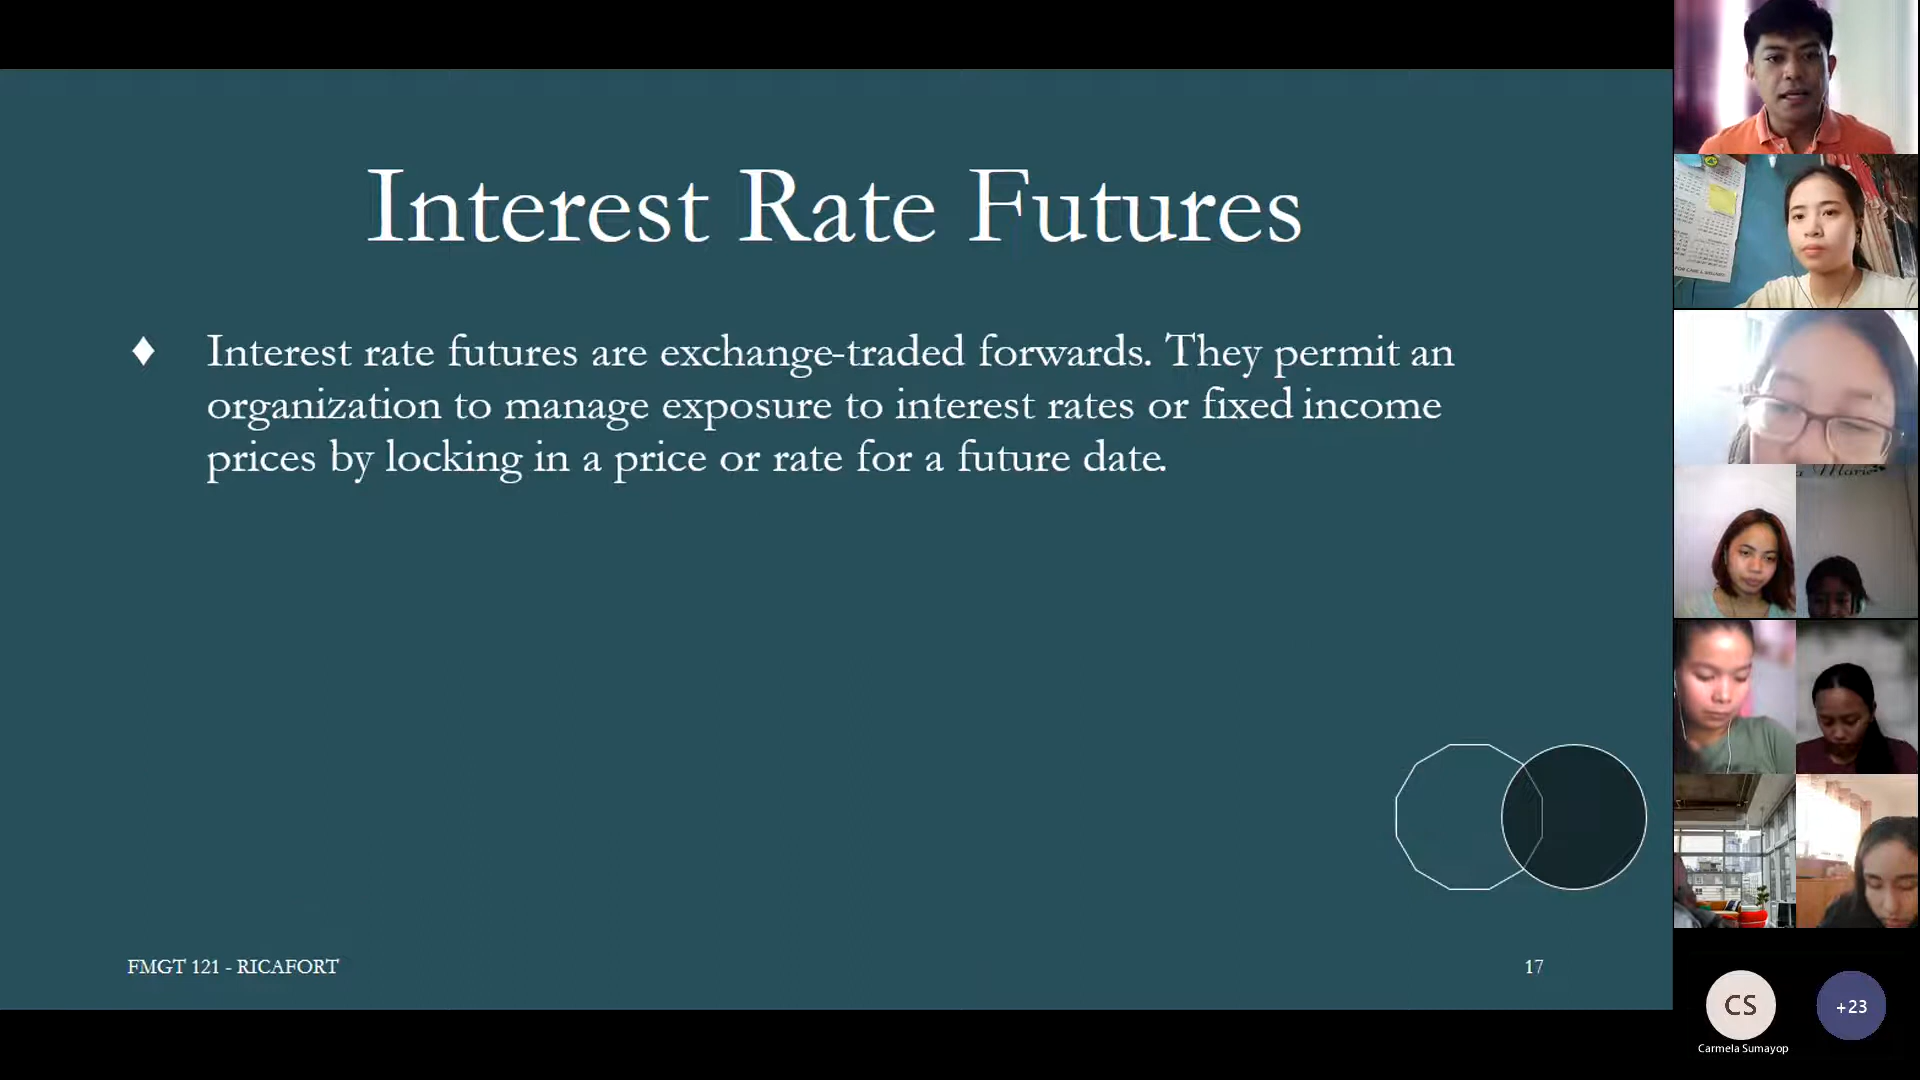 Interest Rate Futures
Interest rate futures are exchange-traded forwards. They permit an
organization to manage exposure to interest rates or fixed income
prices by locking in a price or rate for a future date.
FMGT 121 - RICAFORT
17
Marie
CS
+23
Carmela Sumayop